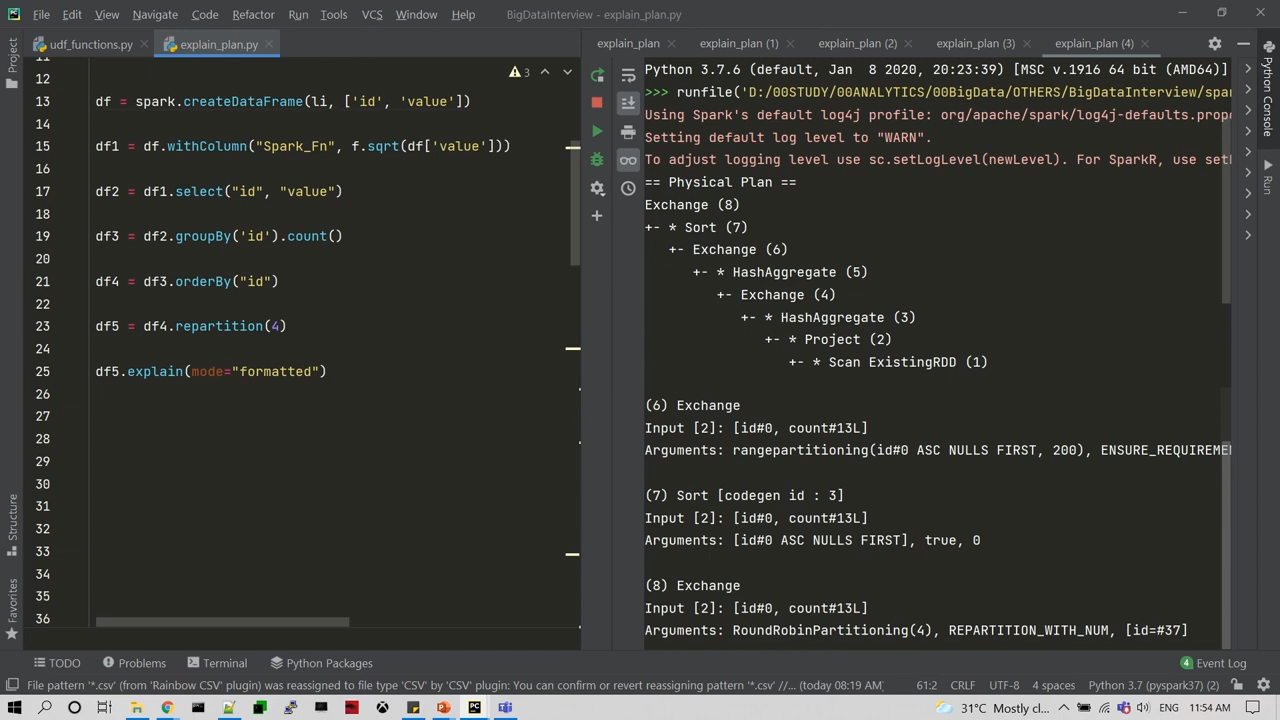 File Edit View Navigate Code Refactor Run Tools VCS Window Help BigDataInterview - explain_plan.py
udf_functions.py explain_plan.py
explain_plan explain_plan (1) explain_plan (2) explain_plan (3) explain_plan (4)
Project
Structure
Favorites
3
11
12
13 df = spark.createDataFrame(li, ['id', 'value'])
14
15 df1 = df.withColumn("Spark_Fn", f.sqrt(df['value']))
16
17 df2 = df1.select("id", "value")
18
19 df3 = df2.groupBy('id').count()
20
21 df4 = df3.orderBy("id")
22
23 df5 = df4.repartition(4)
24
25 df5.explain(mode="formatted")
26
27
28
29
30
31
32
33
34
35
36
Python 3.7.6 (default, Jan  8 2020, 20:23:39) [MSC v.1916 64 bit (AMD64)]
>>> runfile('D:/00STUDY/00ANALYTICS/00BigData/OTHERS/BigDataInterview/spar
Using Spark's default log4j profile: org/apache/spark/log4j-defaults.prop
Setting default log level to "WARN".
To adjust logging level use sc.setLogLevel(newLevel). For SparkR, use set
== Physical Plan ==
Exchange (8)
+- * Sort (7)
+- Exchange (6)
+- * HashAggregate (5)
+- Exchange (4)
+- * HashAggregate (3)
+- * Project (2)
+- * Scan ExistingRDD (1)
(6) Exchange
Input [2]: [id#0, count#13L]
Arguments: rangepartitioning(id#0 ASC NULLS FIRST, 200), ENSURE_REQUIREME
(7) Sort [codegen id : 3]
Input [2]: [id#0, count#13L]
Arguments: [id#0 ASC NULLS FIRST], true, 0
(8) Exchange
Input [2]: [id#0, count#13L]
Arguments: RoundRobinPartitioning(4), REPARTITION_WITH_NUM, [id=#37]
Python Console
Run
TODO Problems Terminal Python Packages 4 Event Log
File pattern '*.csv' (from 'Rainbow CSV' plugin) was reassigned to file type 'CSV' by 'CSV' plugin: You can confirm or revert reassigning pattern '*.csv' //... (today 08:19 AM) 61:2 CRLF UTF-8 4 spaces Python 3.7 (pyspark37) (2)
31°C Mostly cl... 11:54 AM